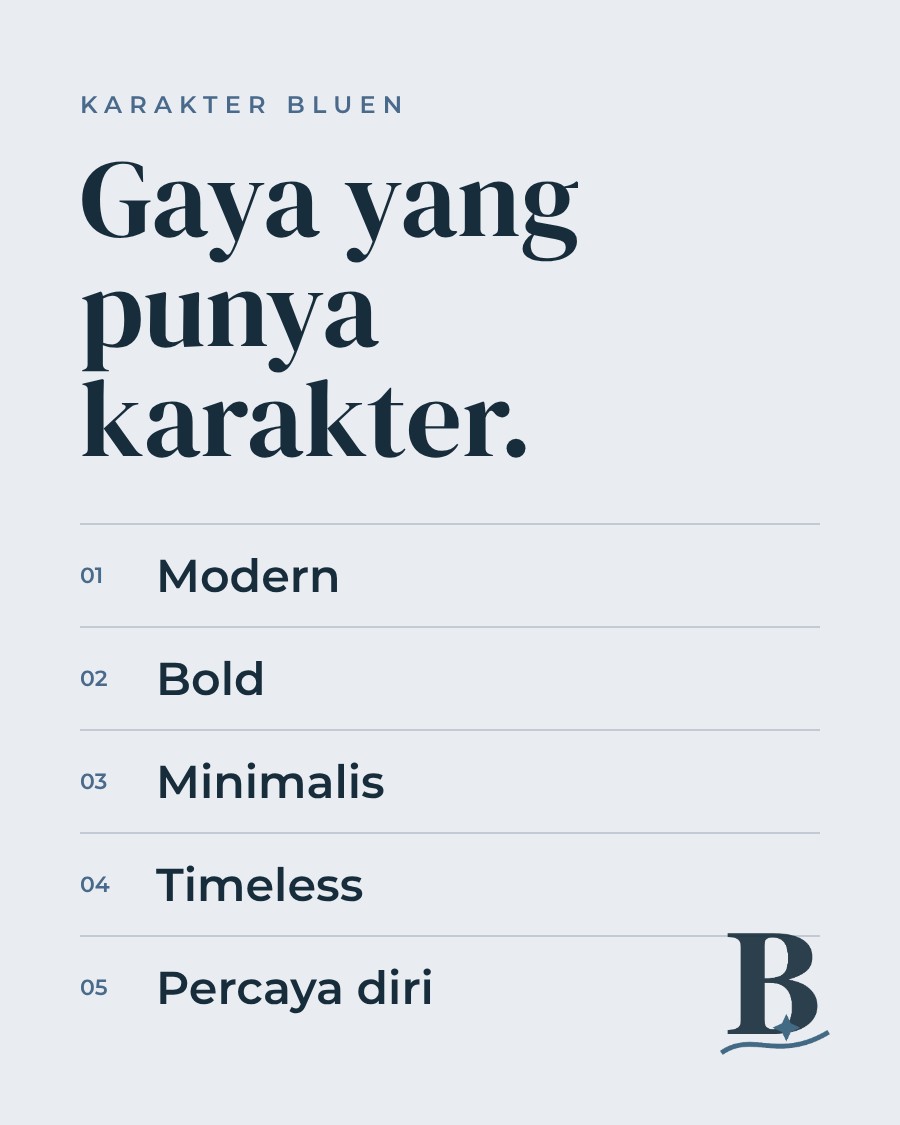 KARAKTER BLUEN
Gaya yang
punya
karakter.
01 Modern
02 Bold
03 Minimalis
04 Timeless
05 Percaya diri
B